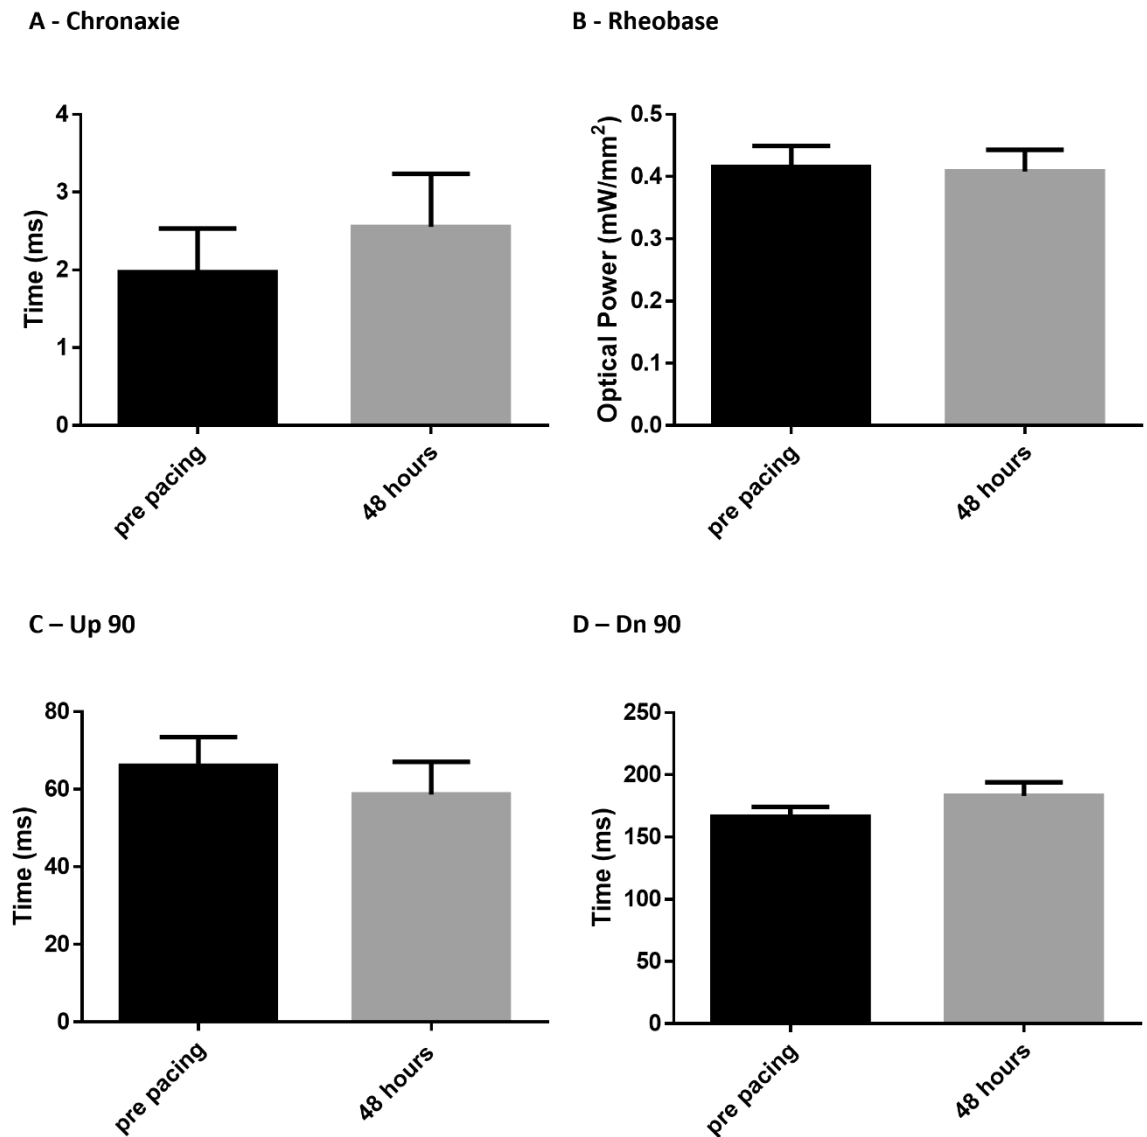 A - Chronaxie
Time (ms)
4
3
2
1
0
pre pacing
48 hours
B - Rheobase
Optical Power (mW/mm²)
0.5
0.4
0.3
0.2
0.1
0.0
pre pacing
48 hours
C – Up 90
Time (ms)
80
60
40
20
0
pre pacing
48 hours
D – Dn 90
Time (ms)
250
200
150
100
50
0
pre pacing
48 hours